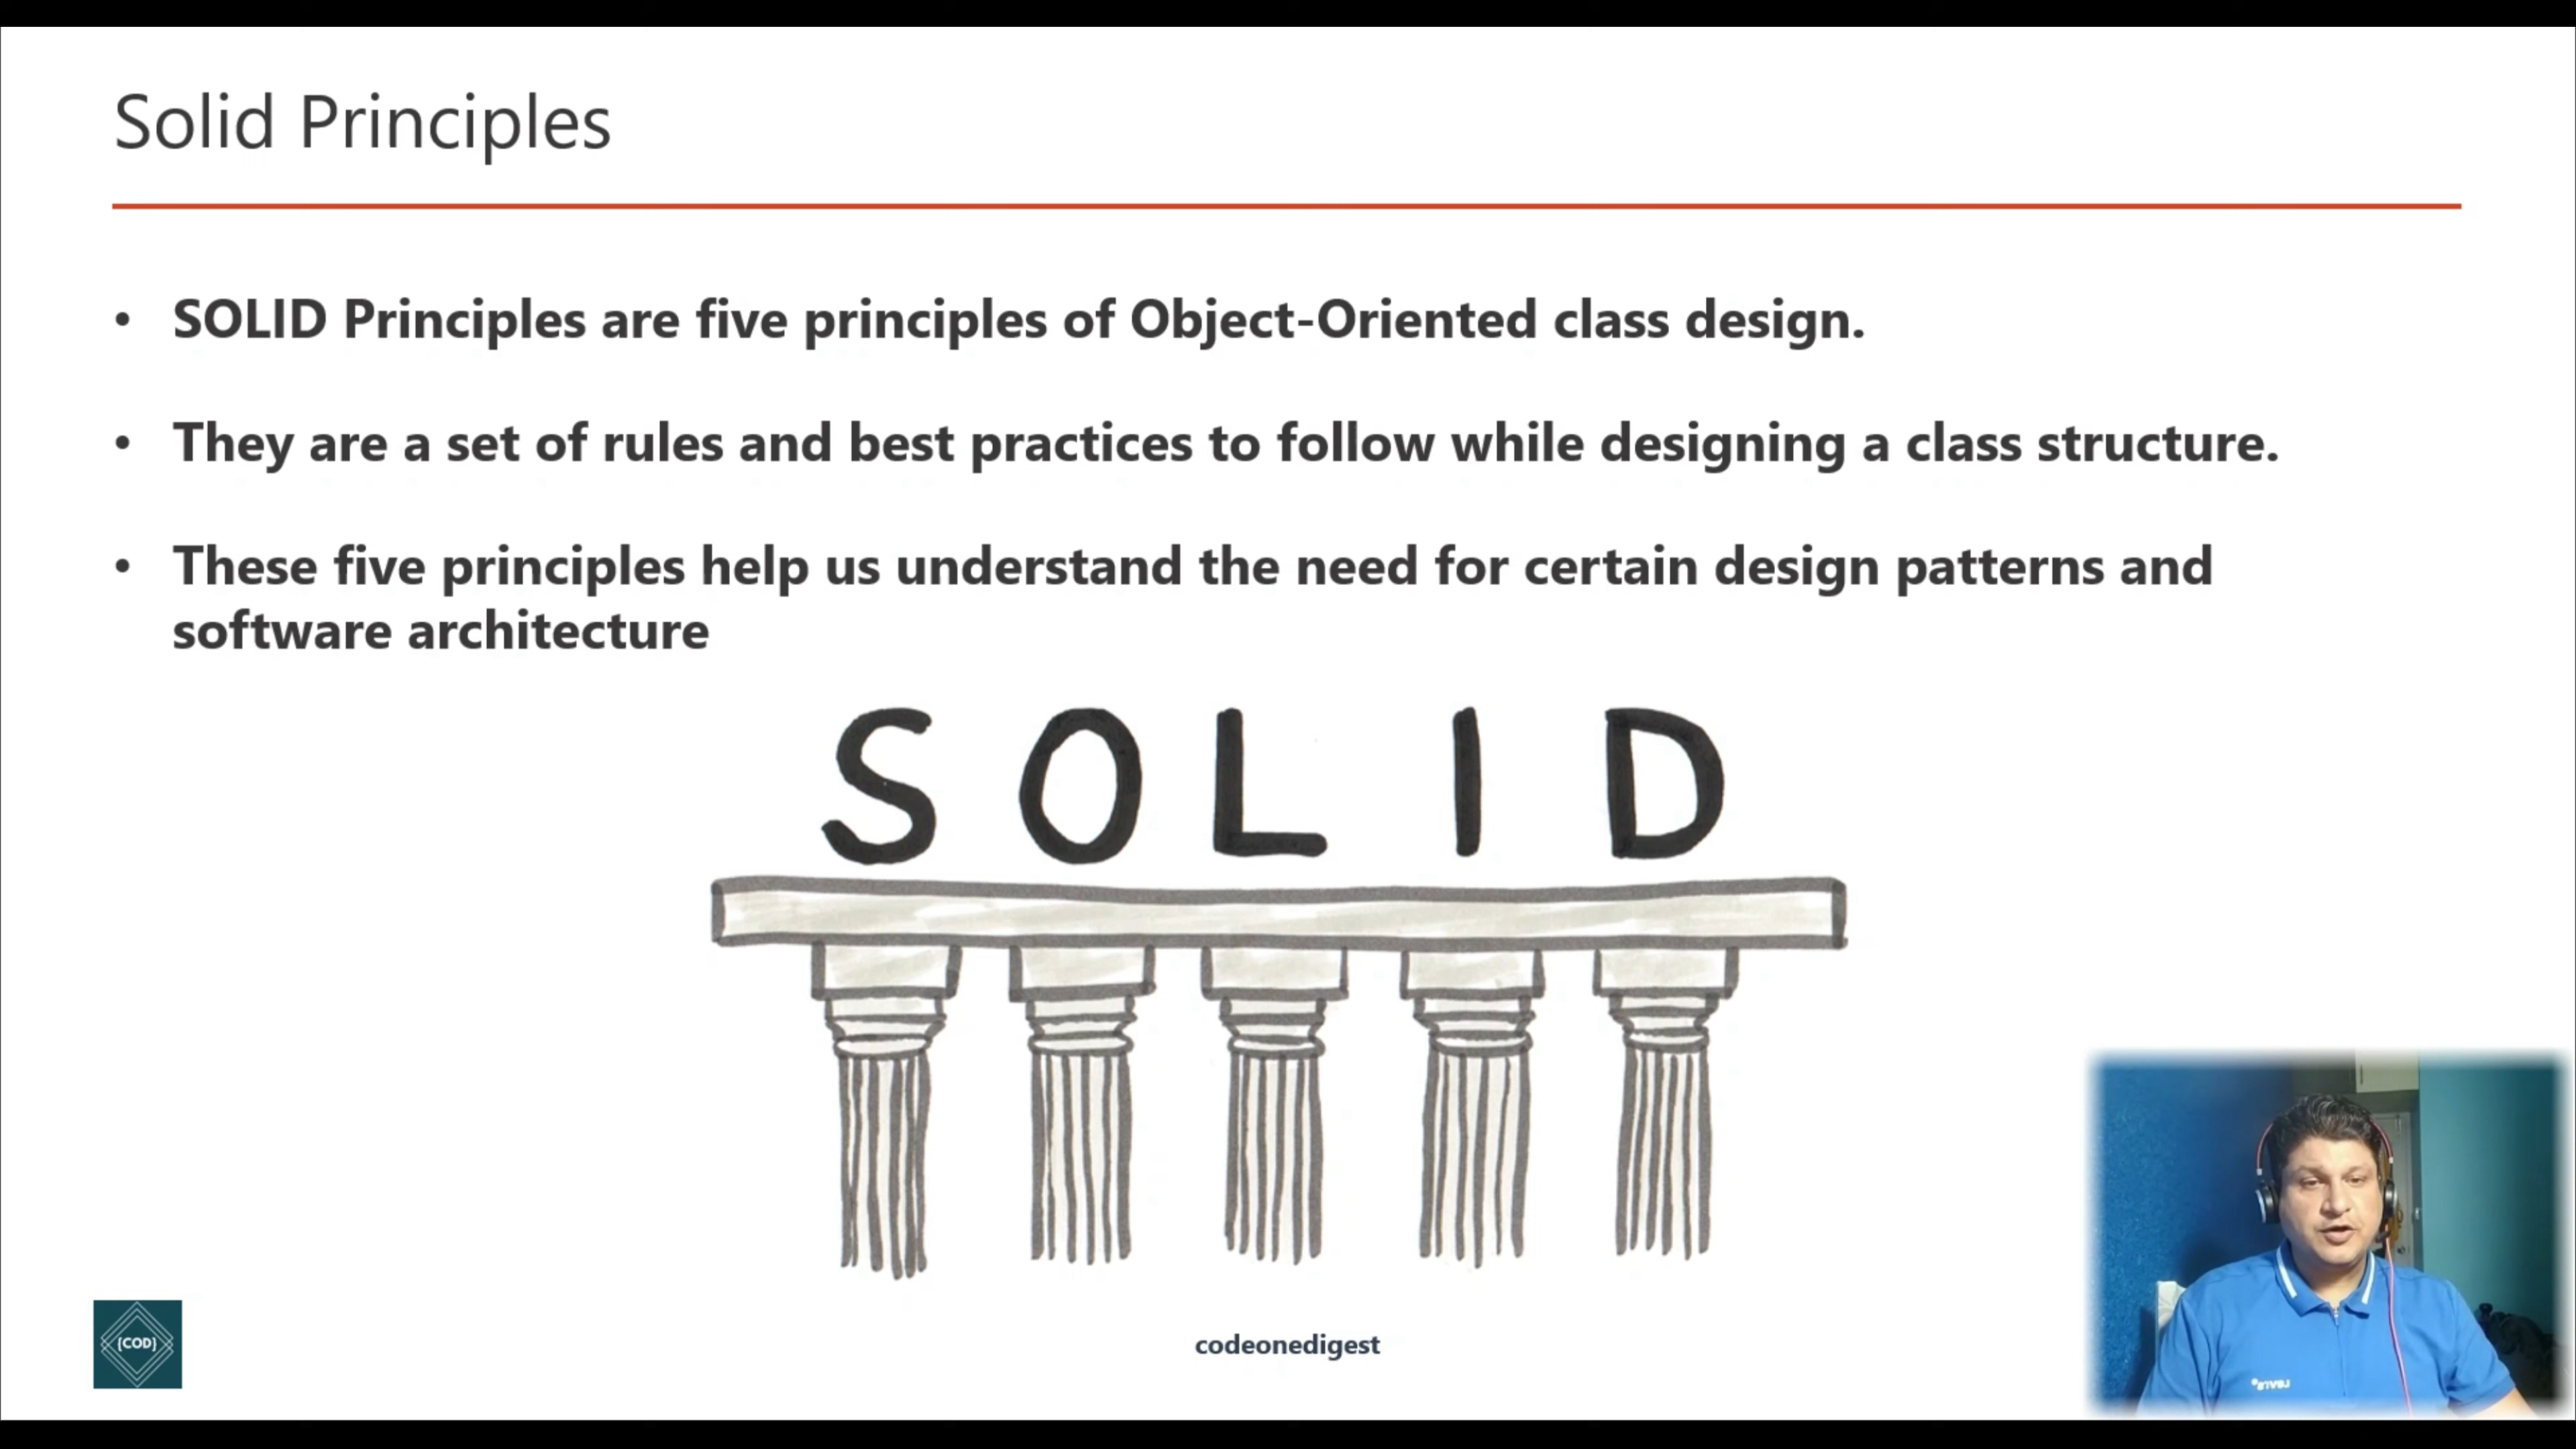 Solid Principles
• SOLID Principles are five principles of Object-Oriented class design.
• They are a set of rules and best practices to follow while designing a class structure.
• These five principles help us understand the need for certain design patterns and
software architecture
S O L I D
{COD}
codeonedigest